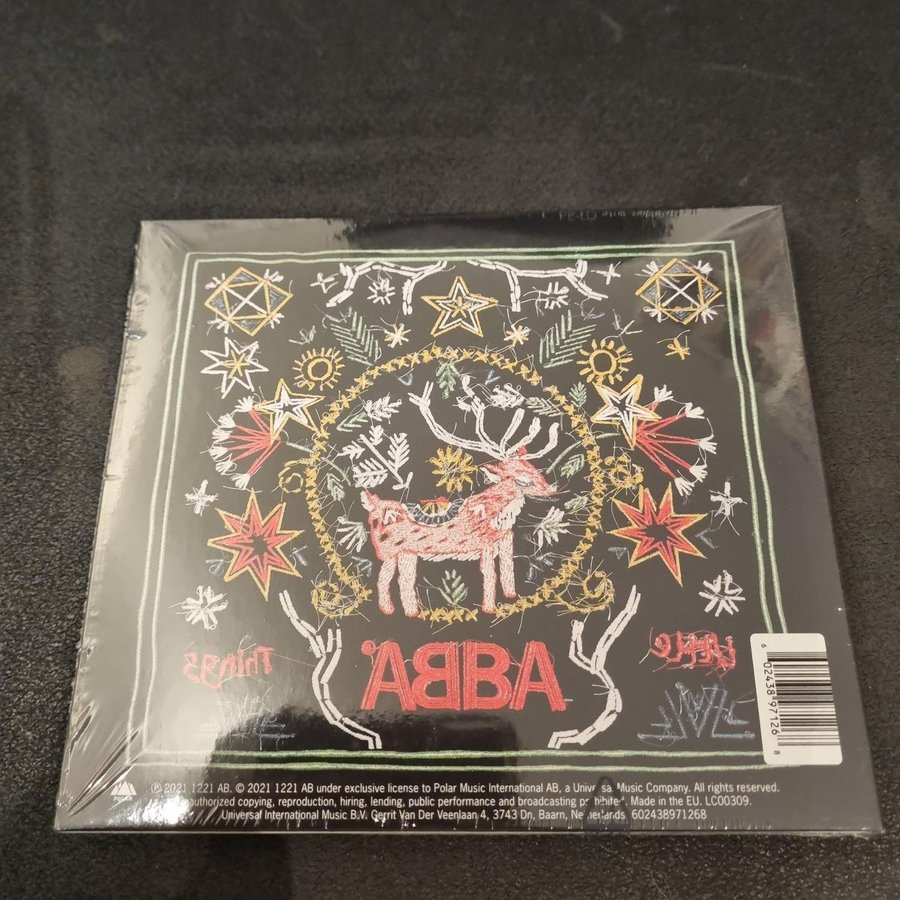 Things ABBA® Little
6 02438 97126 8
POLAR
℗ 2021 1221 AB. © 2021 1221 AB under exclusive license to Polar Music International AB, a Universal Music Company. All rights reserved.
authorized copying, reproduction, hiring, lending, public performance and broadcasting prohibited. Made in the EU. LC00309.
Universal International Music B.V. Gerrit Van Der Veenlaan 4, 3743 Dn, Baarn, Netherlands. 602438971268